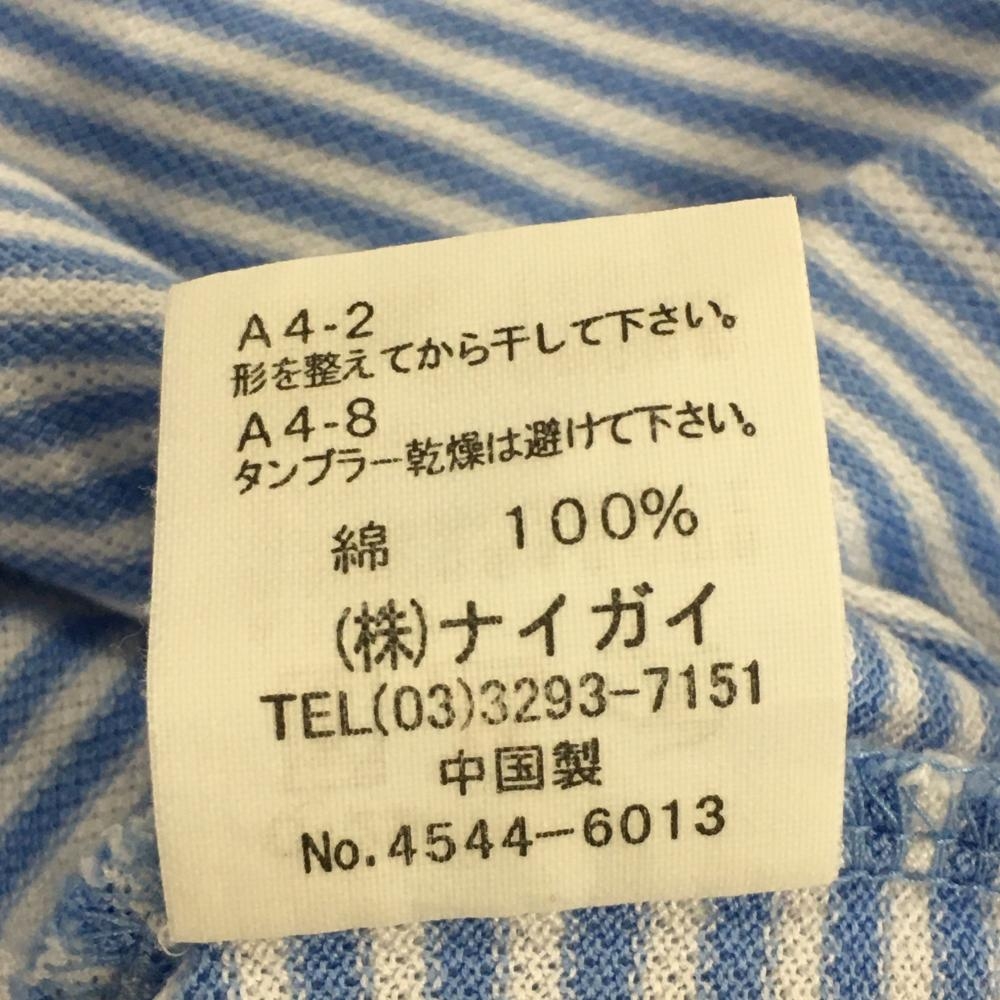 A4-2
形を整えてから干して下さい。
A4-8
タンブラー乾燥は避けて下さい。
綿 100%
(株)ナイガイ
TEL(03)3293-7151
中国製
No.4544-6013